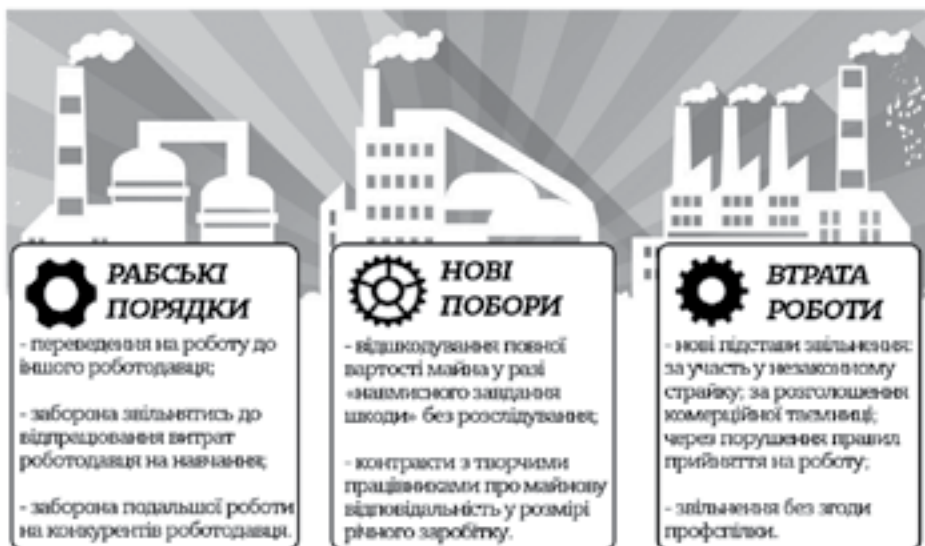 РАБСЬКІ
ПОРЯДКИ
- переведення на роботу до
іншого роботодавця;
- заборона звільнятись до
відпрацювання витрат
роботодавця на навчання;
- заборона подальшої роботи
на конкурентів роботодавця.
НОВІ
ПОБОРИ
- відшкодування повної
вартості майна у разі
«навмисного завдання
шкоди» без розслідування;
- контракти з творчими
працівниками про майнову
відповідальність у розмірі
річного заробітку.
ВТРАТА
РОБОТИ
- нові підстави звільнення:
за участь у незаконному
страйку; за розголошення
комерційної таємниці;
через порушення правил
прийняття на роботу;
- звільнення без згоди
профспілки.